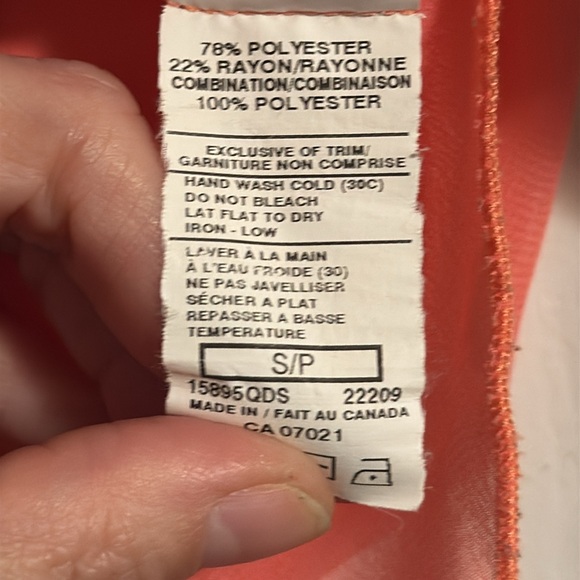 78% POLYESTER
22% RAYON/RAYONNE
COMBINATION/COMBINAISON
100% POLYESTER
EXCLUSIVE OF TRIM/
GARNITURE NON COMPRISE
HAND WASH COLD (30C)
DO NOT BLEACH
LAT FLAT TO DRY
IRON - LOW
LAVER À LA MAIN
À L'EAU FROIDE (30)
NE PAS JAVELLISER
SÉCHER A PLAT
REPASSER A BASSE
TEMPERATURE
S/P
15895QDS 22209
MADE IN / FAIT AU CANADA
CA 07021